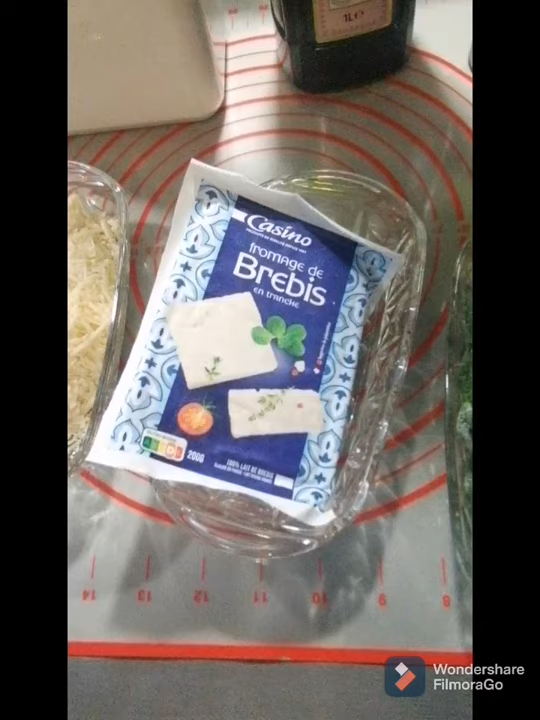 1L e
Casino
fromage de
Brebis
en tranche
200g
100% LAIT DE BREBIS
14 13 12 11 10 9 8
Wondershare
FilmoraGo